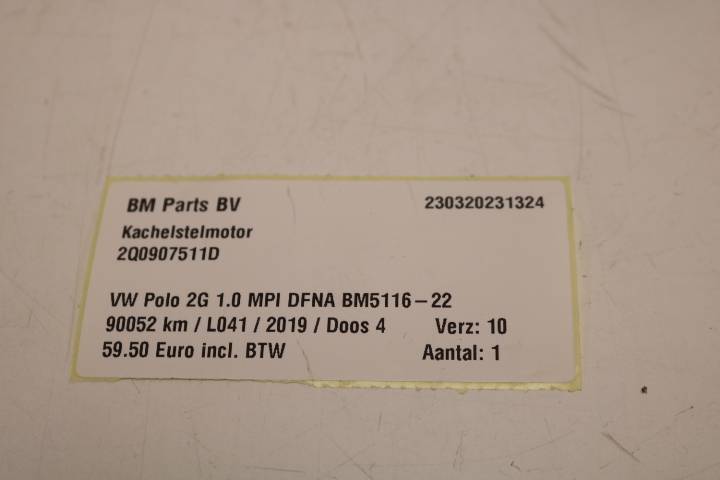 BM Parts BV 230320231324
Kachelstelmotor
2Q0907511D
VW Polo 2G 1.0 MPI DFNA BM5116-22
90052 km / L041 / 2019 / Doos 4 Verz: 10
59.50 Euro incl. BTW Aantal: 1